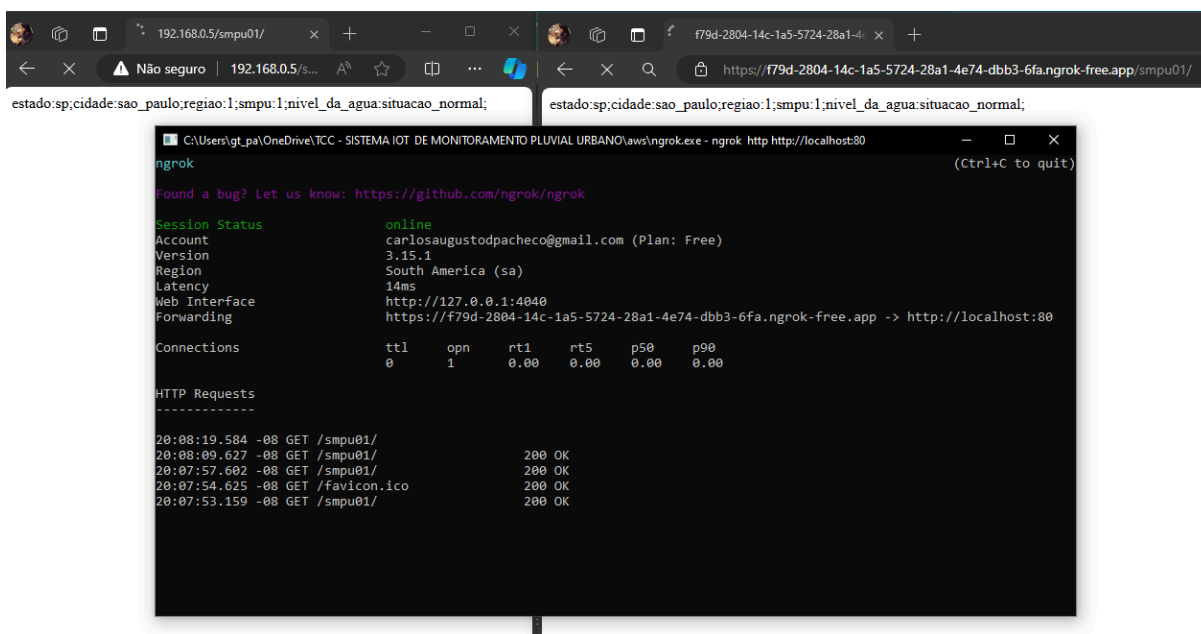 192.168.0.5/smpu01/
Não seguro | 192.168.0.5/s...
estado:sp;cidade:sao_paulo;regiao:1;smpu:1;nivel_da_agua:situacao_normal;
f79d-2804-14c-1a5-5724-28a1-4e
https://f79d-2804-14c-1a5-5724-28a1-4e74-dbb3-6fa.ngrok-free.app/smpu01/
estado:sp;cidade:sao_paulo;regiao:1;smpu:1;nivel_da_agua:situacao_normal;
C:\Users\gt_pa\OneDrive\TCC - SISTEMA IOT DE MONITORAMENTO PLUVIAL URBANO\aws\ngrok.exe - ngrok http http://localhost:80
ngrok (Ctrl+C to quit)
Found a bug? Let us know: https://github.com/ngrok/ngrok
Session Status online
Account carlosaugustodpacheco@gmail.com (Plan: Free)
Version 3.15.1
Region South America (sa)
Latency 14ms
Web Interface http://127.0.0.1:4040
Forwarding https://f79d-2804-14c-1a5-5724-28a1-4e74-dbb3-6fa.ngrok-free.app -> http://localhost:80
Connections ttl opn rt1 rt5 p50 p90
0 1 0.00 0.00 0.00 0.00
HTTP Requests
-------------
20:08:19.584 -08 GET /smpu01/
20:08:09.627 -08 GET /smpu01/ 200 OK
20:07:57.602 -08 GET /smpu01/ 200 OK
20:07:54.625 -08 GET /favicon.ico 200 OK
20:07:53.159 -08 GET /smpu01/ 200 OK